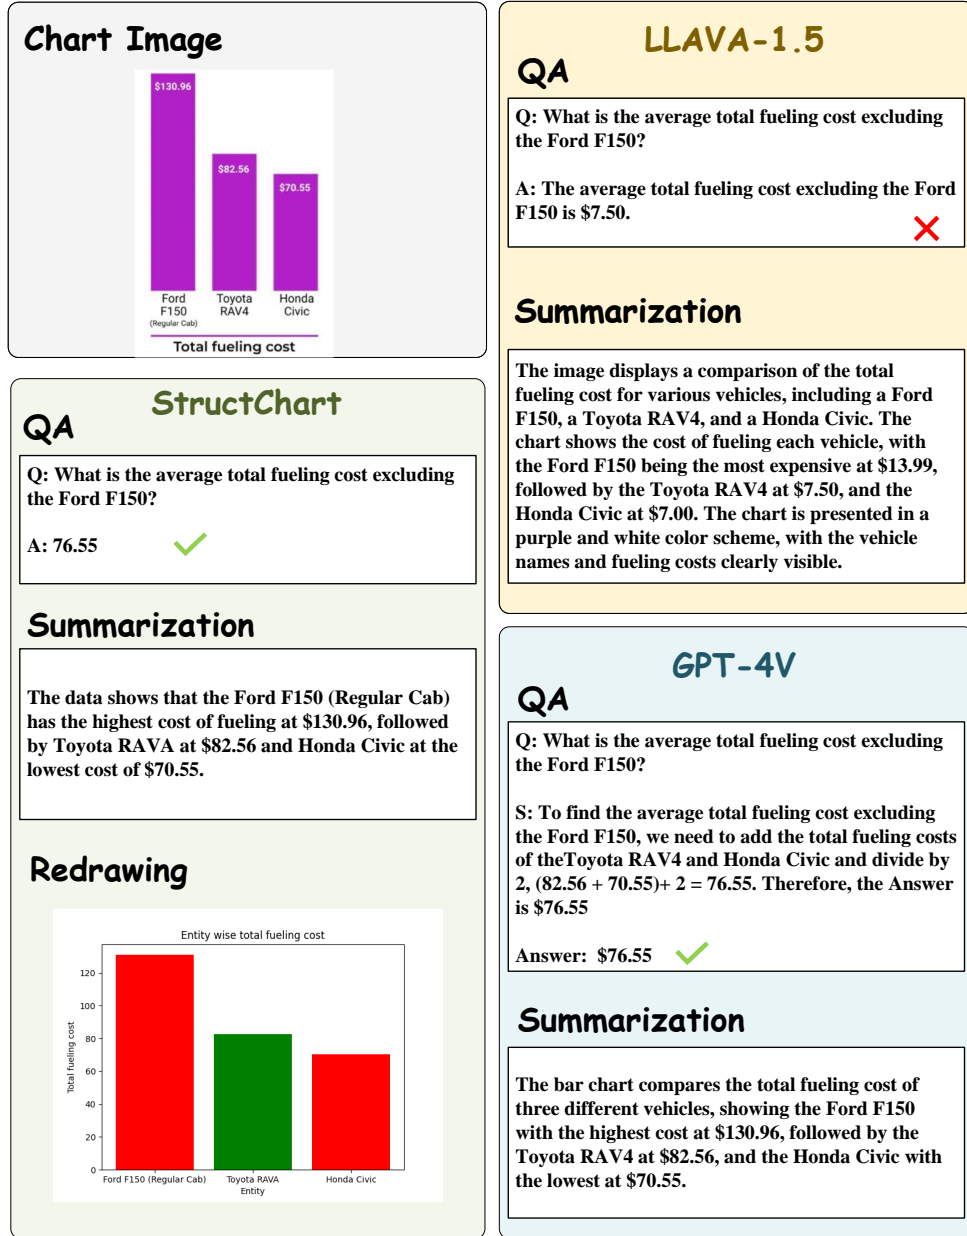 Chart Image
$130.96
$82.56
$70.55
Ford
F150
(Regular Cab)
Toyota
RAV4
Honda
Civic
Total fueling cost
StructChart
QA
Q: What is the average total fueling cost excluding
the Ford F150?
A: 76.55
Summarization
The data shows that the Ford F150 (Regular Cab)
has the highest cost of fueling at $130.96, followed
by Toyota RAVA at $82.56 and Honda Civic at the
lowest cost of $70.55.
Redrawing
Entity wise total fueling cost
Total fueling cost
120
100
80
60
40
20
0
Ford F150 (Regular Cab)
Toyota RAVA
Honda Civic
Entity
LLAVA-1.5
QA
Q: What is the average total fueling cost excluding
the Ford F150?
A: The average total fueling cost excluding the Ford
F150 is $7.50.
Summarization
The image displays a comparison of the total
fueling cost for various vehicles, including a Ford
F150, a Toyota RAV4, and a Honda Civic. The
chart shows the cost of fueling each vehicle, with
the Ford F150 being the most expensive at $13.99,
followed by the Toyota RAV4 at $7.50, and the
Honda Civic at $7.00. The chart is presented in a
purple and white color scheme, with the vehicle
names and fueling costs clearly visible.
GPT-4V
QA
Q: What is the average total fueling cost excluding
the Ford F150?
S: To find the average total fueling cost excluding
the Ford F150, we need to add the total fueling costs
of theToyota RAV4 and Honda Civic and divide by
2, (82.56 + 70.55)+ 2 = 76.55. Therefore, the Answer
is $76.55
Answer: $76.55
Summarization
The bar chart compares the total fueling cost of
three different vehicles, showing the Ford F150
with the highest cost at $130.96, followed by the
Toyota RAV4 at $82.56, and the Honda Civic with
the lowest at $70.55.